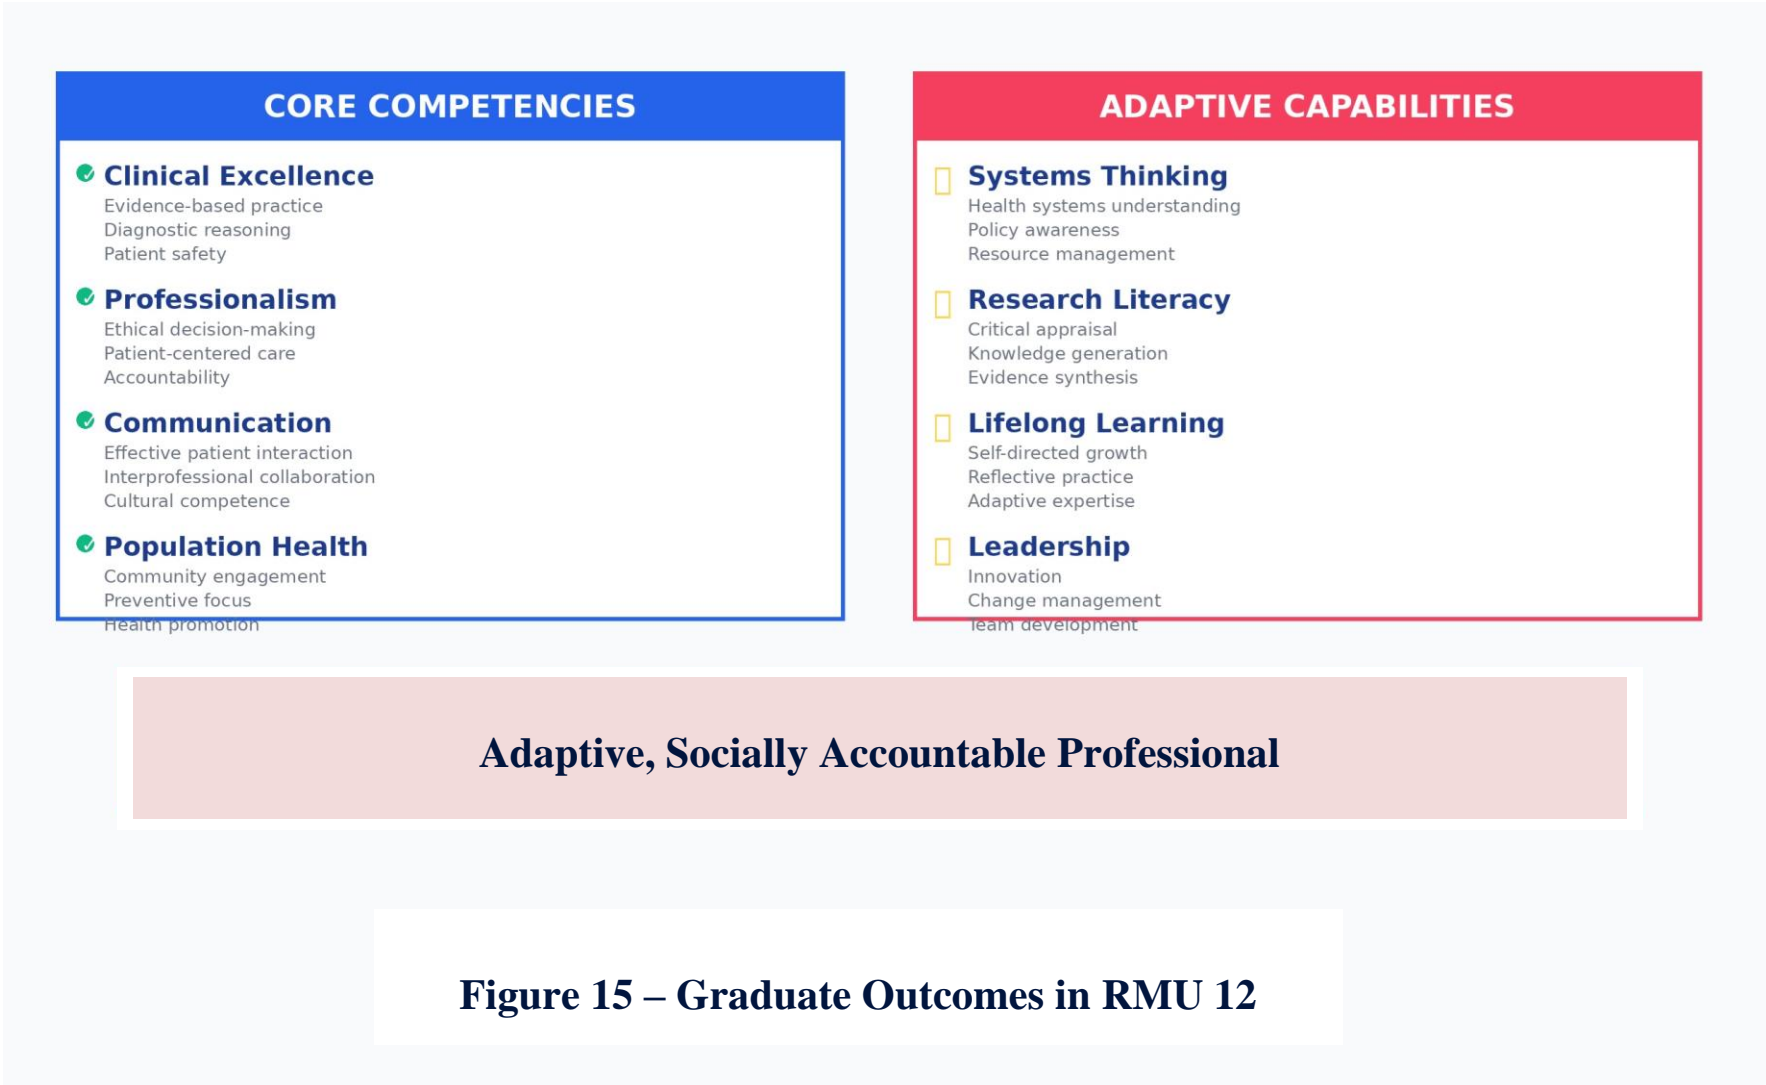 CORE COMPETENCIES
Clinical Excellence
Evidence-based practice
Diagnostic reasoning
Patient safety
Professionalism
Ethical decision-making
Patient-centered care
Accountability
Communication
Effective patient interaction
Interprofessional collaboration
Cultural competence
Population Health
Community engagement
Preventive focus
Health promotion
ADAPTIVE CAPABILITIES
Systems Thinking
Health systems understanding
Policy awareness
Resource management
Research Literacy
Critical appraisal
Knowledge generation
Evidence synthesis
Lifelong Learning
Self-directed growth
Reflective practice
Adaptive expertise
Leadership
Innovation
Change management
Team development
Adaptive, Socially Accountable Professional
Figure 15 – Graduate Outcomes in RMU 12